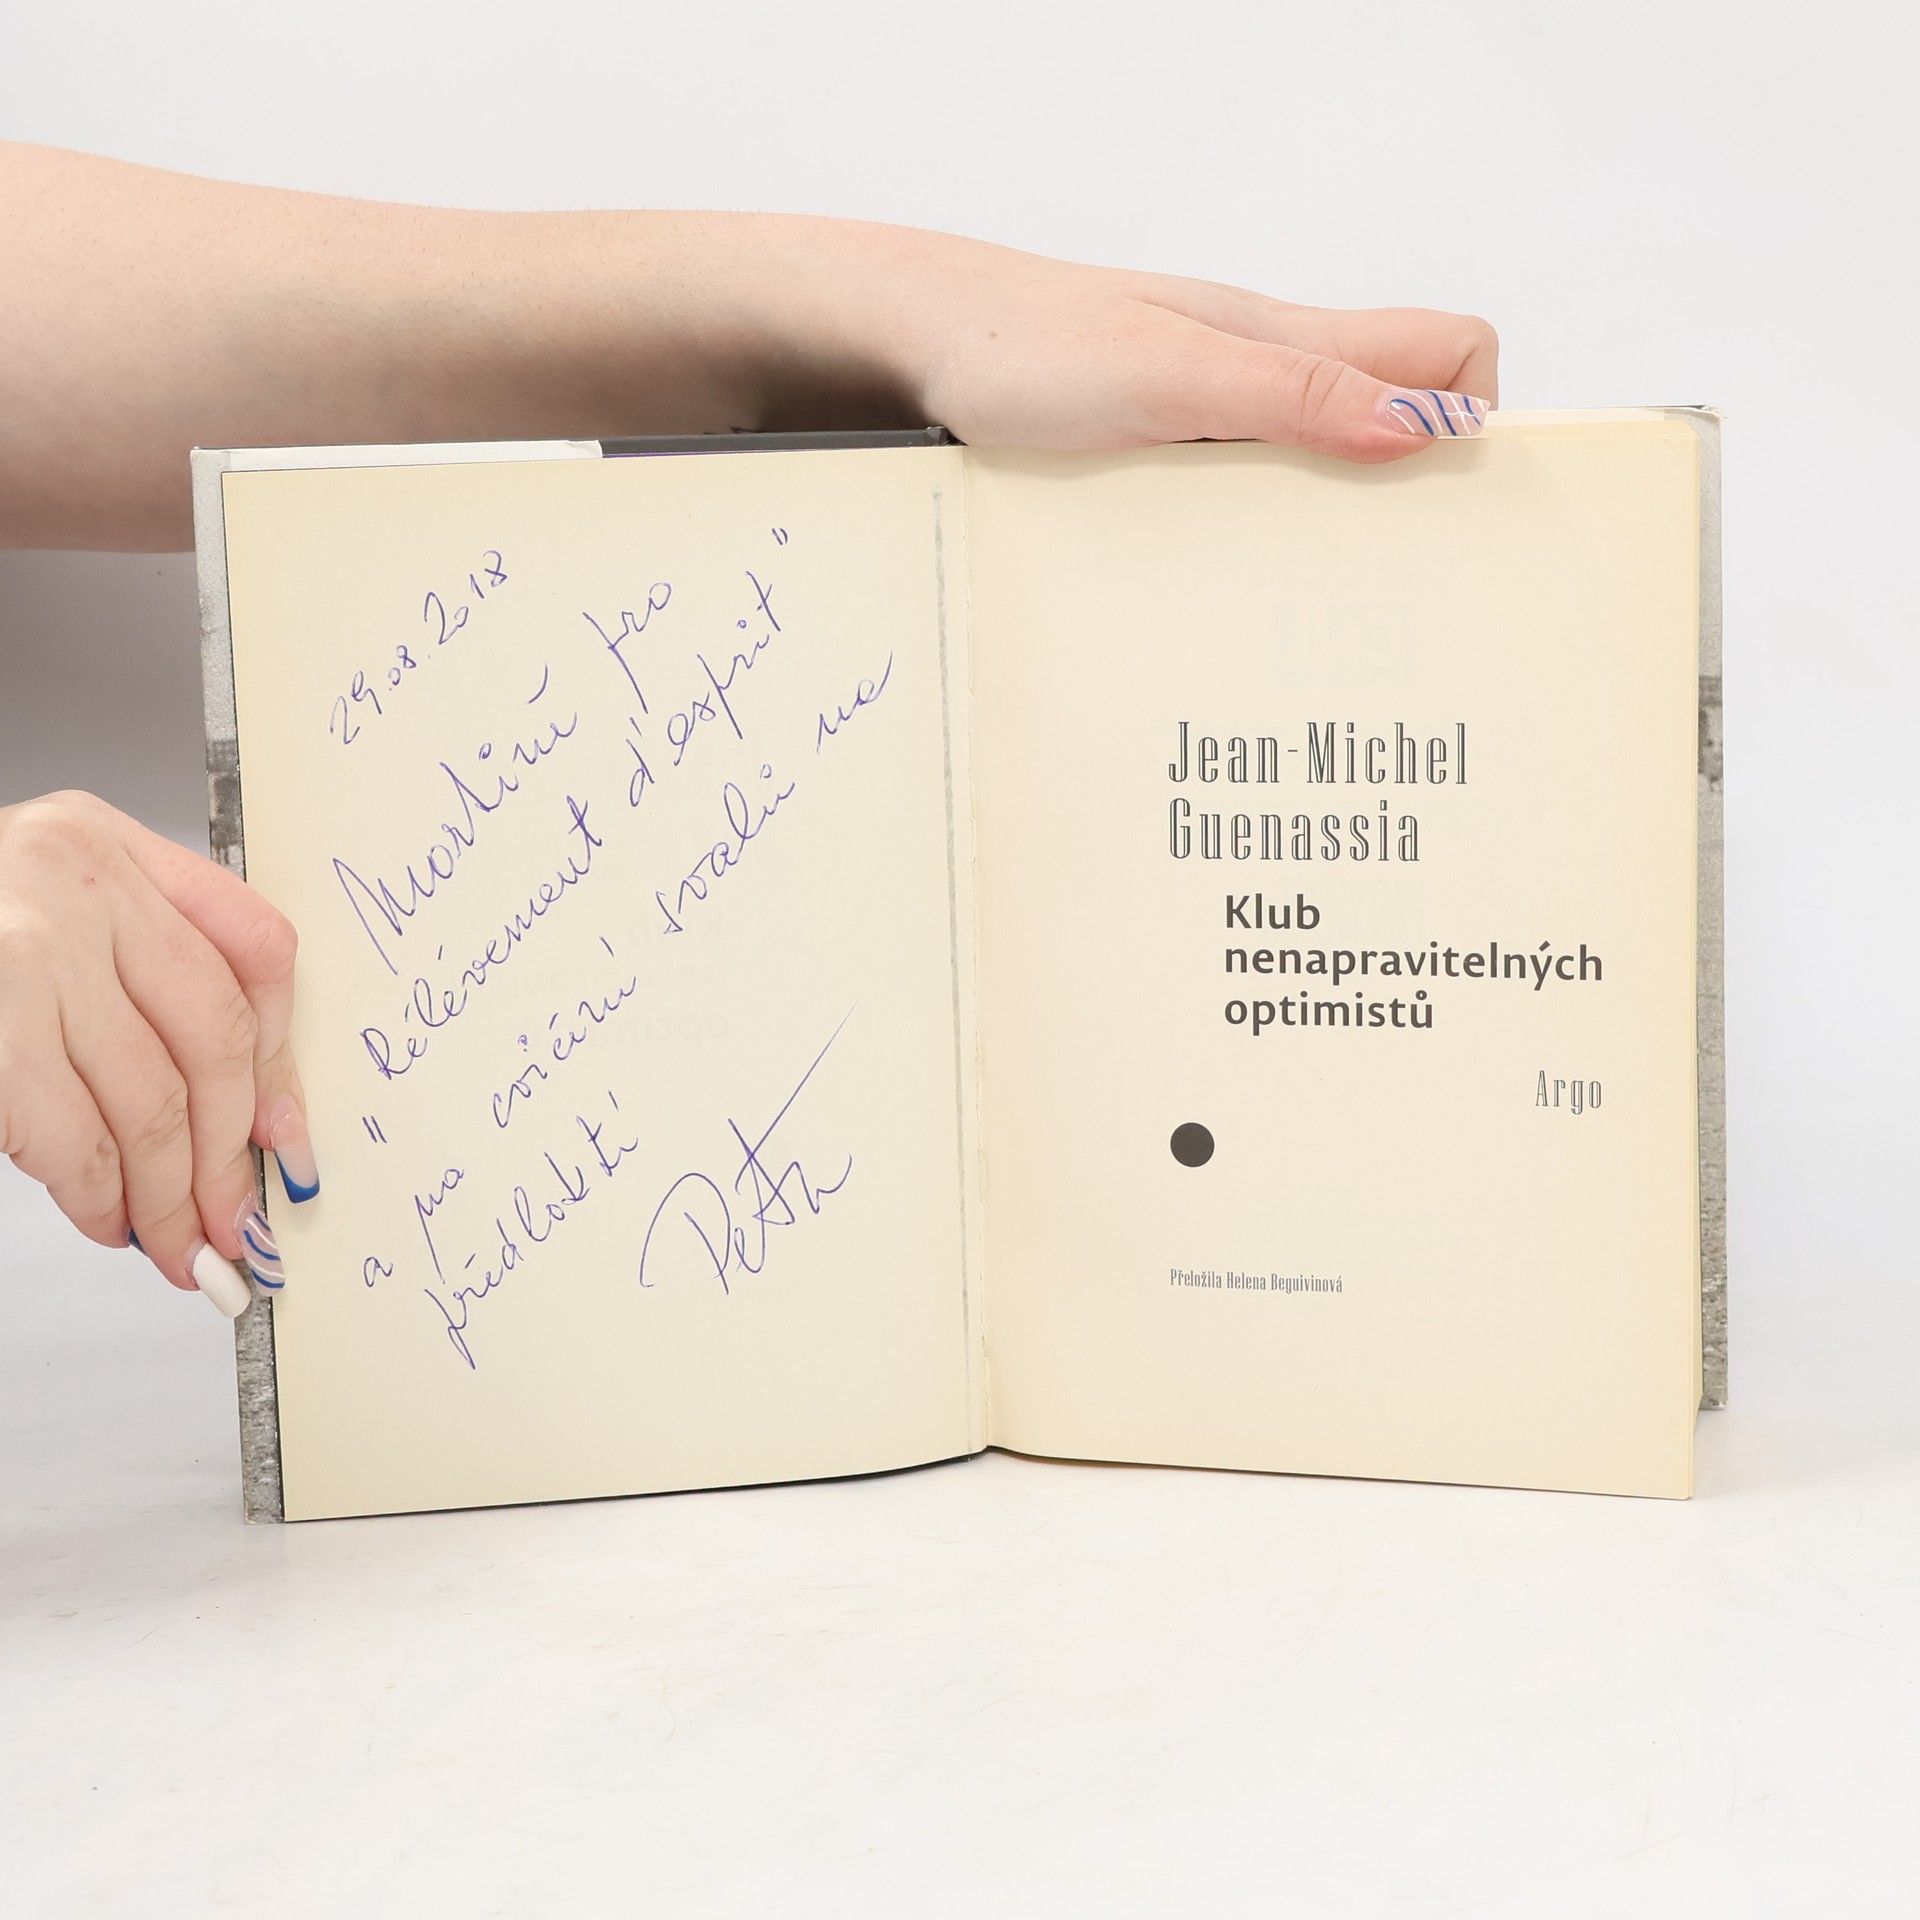 29.08.2018
Martině pro
"Rélévement d'esprit"
a na cvičení svalů na
předloktí
Petr
Jean-Michel
Guenassia
Klub
nenapravitelných
optimistů
Argo
Přeložila Helena Beguivinová